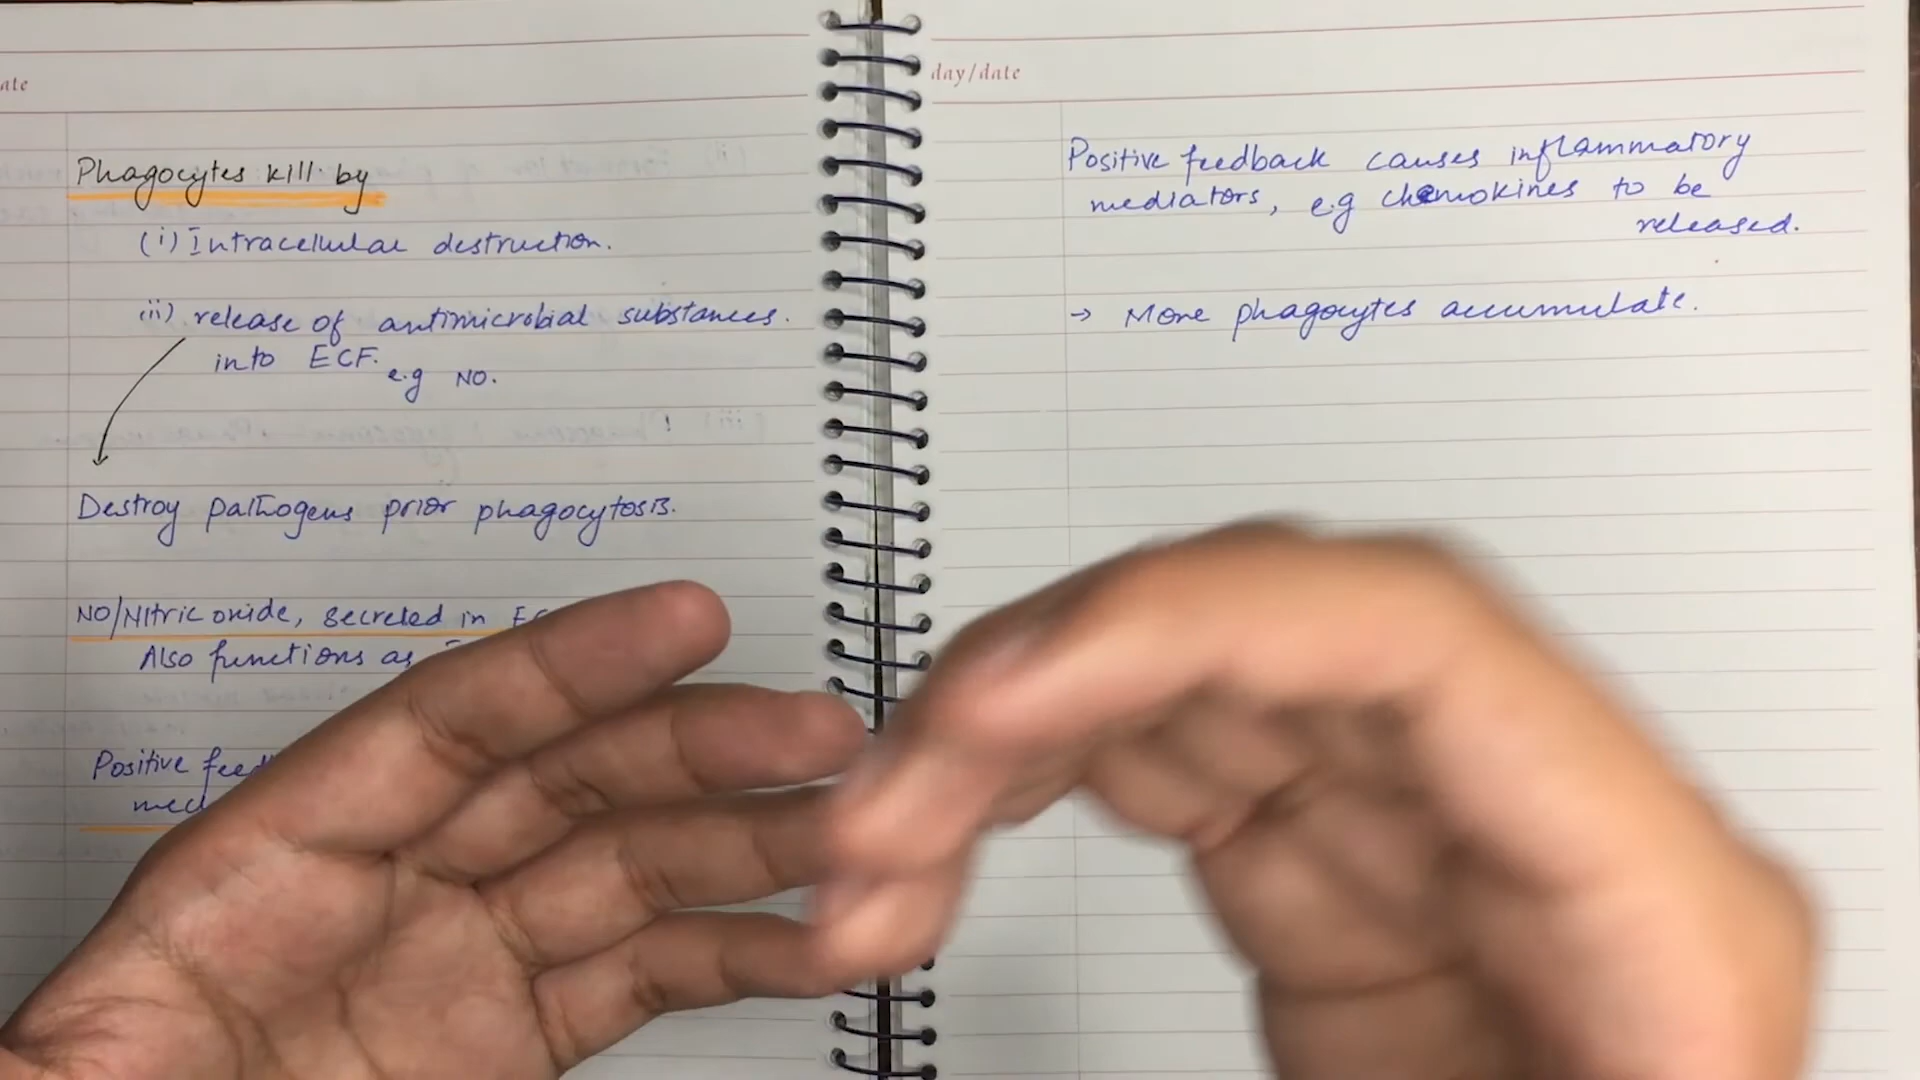 ate
Phagocytes kill by
(i) Intracellular destruction.
(ii) release of antimicrobial substances.
into ECF.
e.g NO.
Destroy pathogens prior phagocytosis.
NO/Nitric oxide, secreted in
Also functions as
Positive
day/date
Positive feedback causes inflammatory
mediators, e.g chemokines to be
released.
→ More phagocytes accumulate.